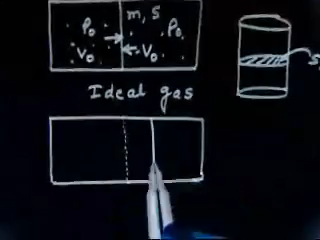 P₀ m, S P₀
V₀ V₀
S
Ideal gas